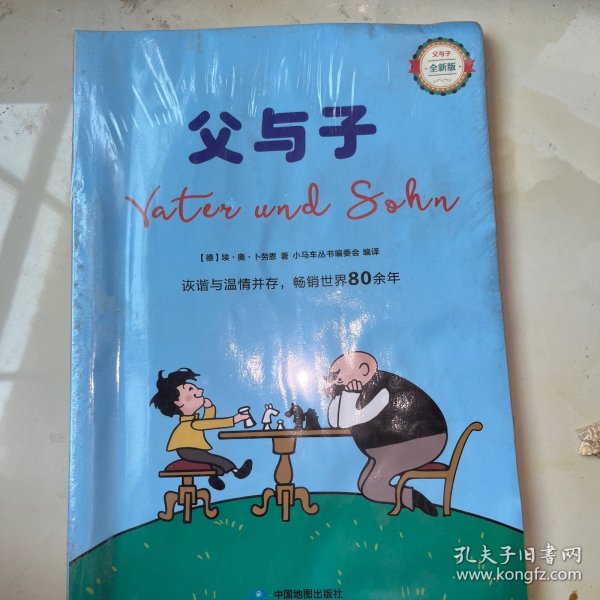 父与子
全新版
父与子
Vater und Sohn
【德】埃·奥·卜劳恩 著 小马车丛书编委会 编译
诙谐与温情并存，畅销世界80余年
中国地图出版社
孔夫子旧书网
www.kongfz.com